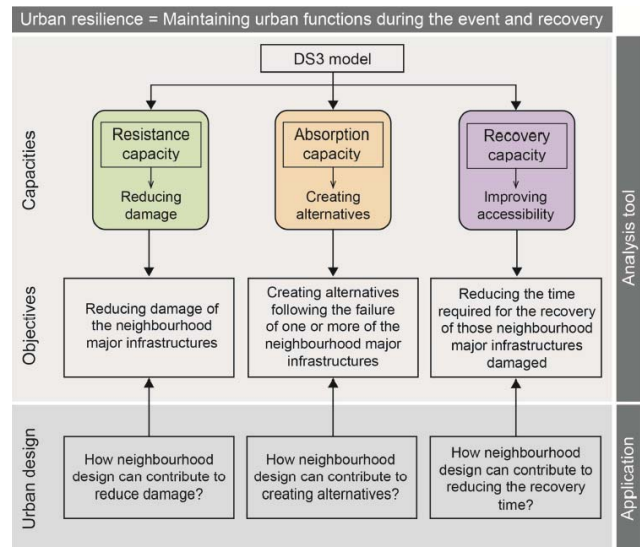 Urban resilience = Maintaining urban functions during the event and recovery
DS3 model
Capacities
Resistance
capacity
Reducing
damage
Absorption
capacity
Creating
alternatives
Recovery
capacity
Improving
accessibility
Analysis tool
Objectives
Reducing damage of
the neighbourhood
major infrastructures
Creating alternatives
following the failure
of one or more of the
neighbourhood major
infrastructures
Reducing the time
required for the recovery
of those neighbourhood
major infrastructures
damaged
Urban design
How neighbourhood
design can contribute to
reduce damage?
How neighbourhood
design can contribute to
creating alternatives?
How neighbourhood
design can contribute to
reducing the recovery
time?
Application